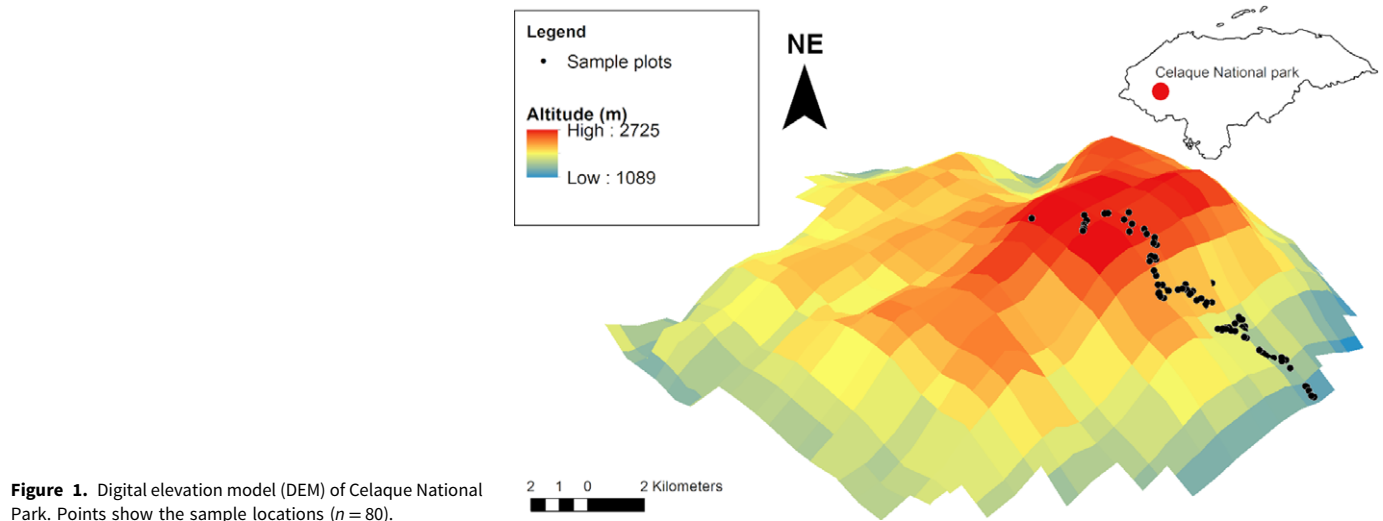 Legend
Sample plots
Altitude (m)
High : 2725
Low : 1089
NE
Celaque National park
2 1 0 2 Kilometers
Figure 1. Digital elevation model (DEM) of Celaque National
Park. Points show the sample locations (n = 80).